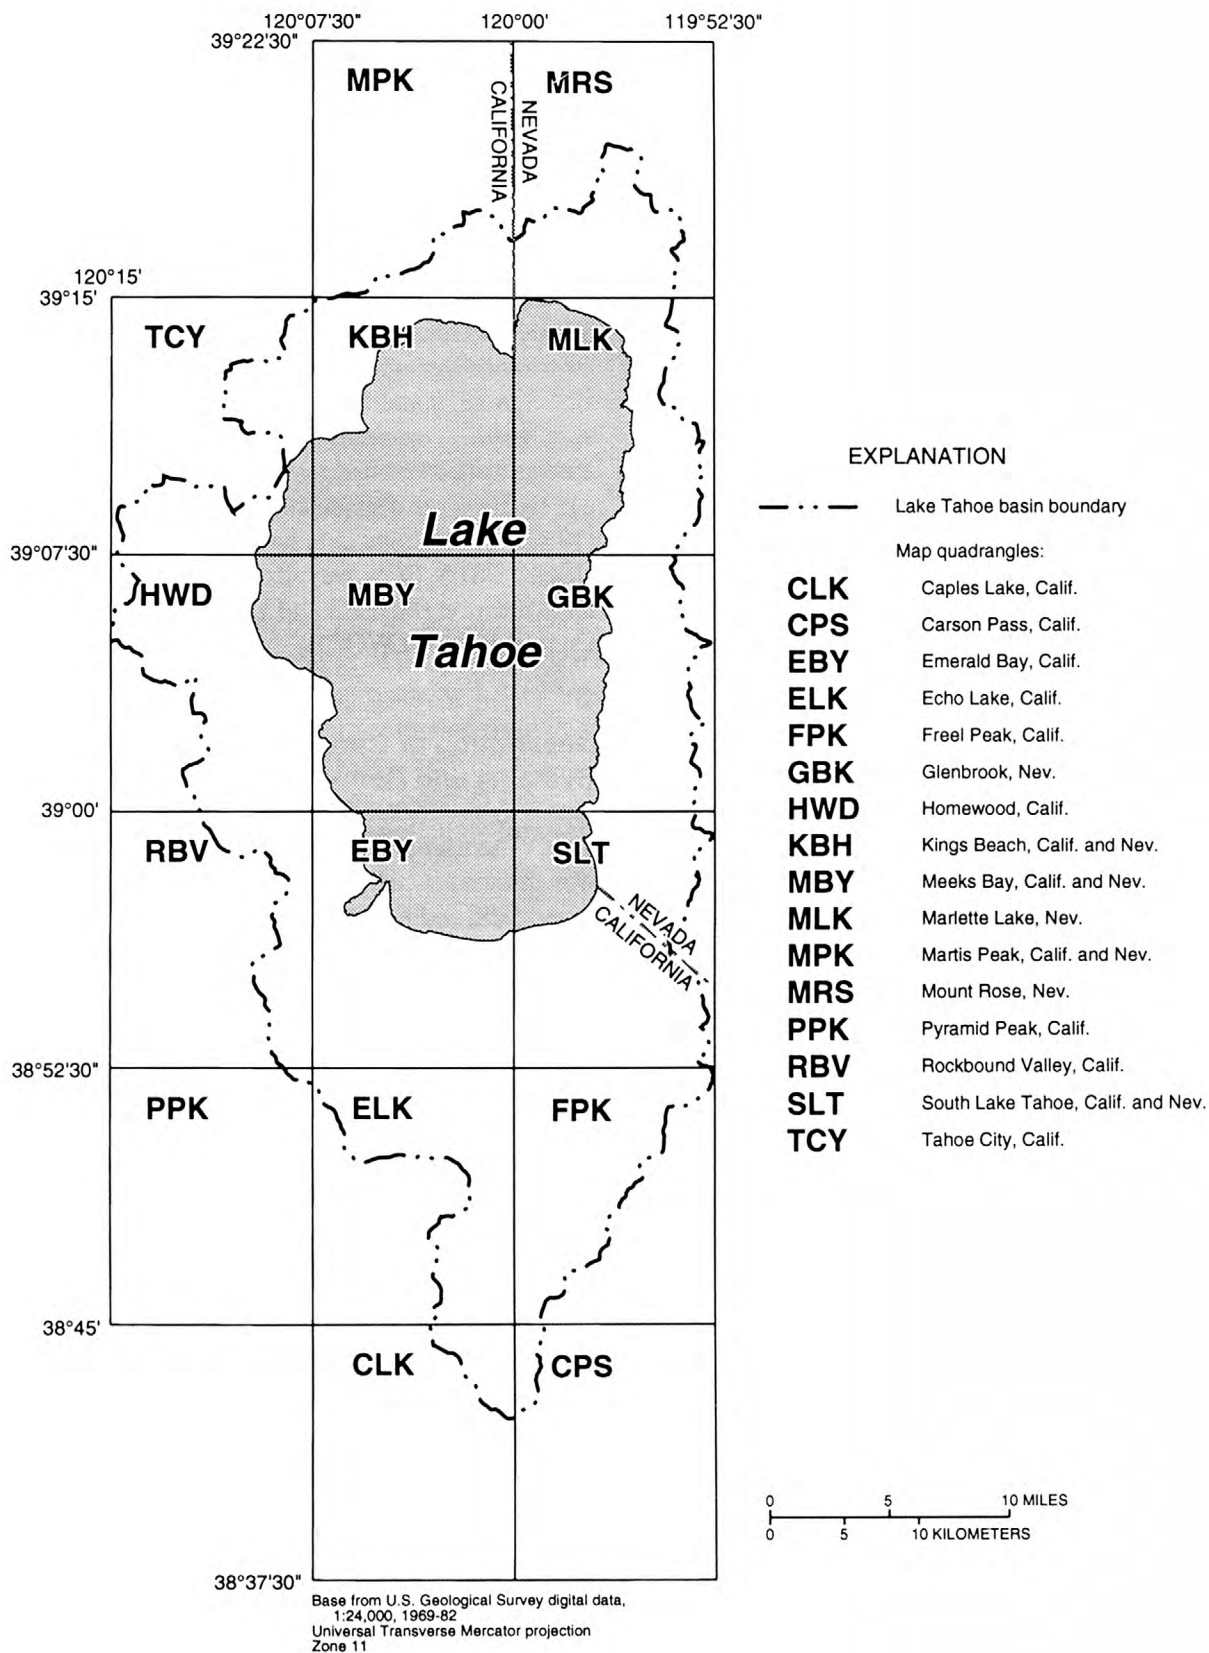 120°07'30" 120°00' 119°52'30"
39°22'30"
MPK MRS
CALIFORNIA
NEVADA
120°15'
39°15'
TCY KBH MLK
Lake
39°07'30"
HWD MBY GBK
Tahoe
39°00'
RBV EBY SLT
NEVADA
CALIFORNIA
38°52'30"
PPK ELK FPK
38°45'
CLK CPS
38°37'30"
Base from U.S. Geological Survey digital data,
1:24,000, 1969-82
Universal Transverse Mercator projection
Zone 11
EXPLANATION
Lake Tahoe basin boundary
Map quadrangles:
CLK Caples Lake, Calif.
CPS Carson Pass, Calif.
EBY Emerald Bay, Calif.
ELK Echo Lake, Calif.
FPK Freel Peak, Calif.
GBK Glenbrook, Nev.
HWD Homewood, Calif.
KBH Kings Beach, Calif. and Nev.
MBY Meeks Bay, Calif. and Nev.
MLK Marlette Lake, Nev.
MPK Martis Peak, Calif. and Nev.
MRS Mount Rose, Nev.
PPK Pyramid Peak, Calif.
RBV Rockbound Valley, Calif.
SLT South Lake Tahoe, Calif. and Nev.
TCY Tahoe City, Calif.
0 5 10 MILES
0 5 10 KILOMETERS